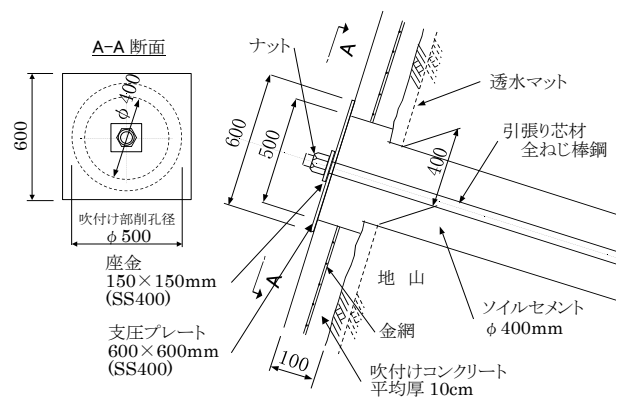 A-A 断面
600
φ400
吹付け部削孔径
φ500
座金
150×150mm
(SS400)
支圧プレート
600×600mm
(SS400)
ナット
A
600
500
400
透水マット
引張り芯材
全ねじ棒鋼
地 山
A
ソイルセメント
φ400mm
金網
100
吹付けコンクリート
平均厚 10cm